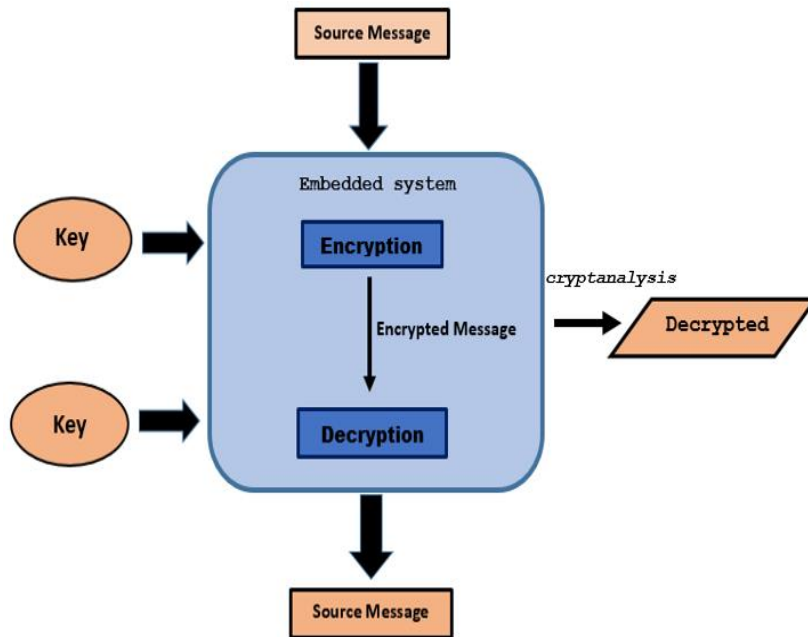 Source Message
Embedded system
Key
Encryption
cryptanalysis
Encrypted Message
Decrypted
Key
Decryption
Source Message